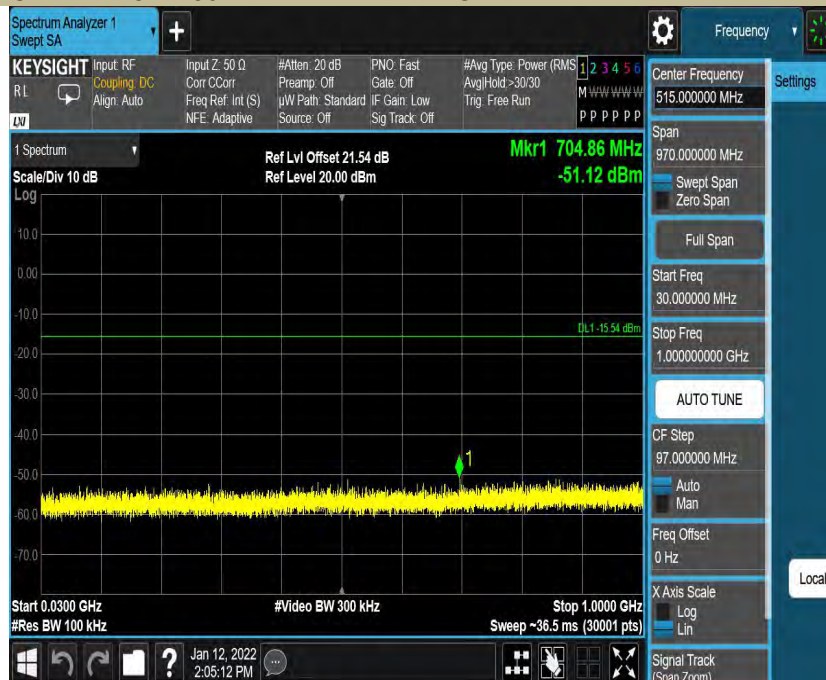 Spectrum Analyzer 1
Swept SA
+
Frequency
KEYSIGHT
RL
LXI
Input: RF
Coupling: DC
Align: Auto
Input Z: 50 Ω
Corr CCorr
Freq Ref: Int (S)
NFE: Adaptive
#Atten: 20 dB
Preamp: Off
µW Path: Standard
Source: Off
PNO: Fast
Gate: Off
IF Gain: Low
Sig Track: Off
#Avg Type: Power (RMS
Avg|Hold:>30/30
Trig: Free Run
1 2 3 4 5 6
M W W W W W
P P P P P P
1 Spectrum
Scale/Div 10 dB
Ref Lvl Offset 21.54 dB
Ref Level 20.00 dBm
Mkr1 704.86 MHz
-51.12 dBm
Log
10.0
0.00
-10.0
DL1 -15.54 dBm
-20.0
-30.0
-40.0
1
-50.0
-60.0
-70.0
Start 0.0300 GHz
#Res BW 100 kHz
#Video BW 300 kHz
Stop 1.0000 GHz
Sweep ~36.5 ms (30001 pts)
?
Jan 12, 2022
2:05:12 PM
Center Frequency
515.000000 MHz
Settings
Span
970.000000 MHz
Swept Span
Zero Span
Full Span
Start Freq
30.000000 MHz
Stop Freq
1.000000000 GHz
AUTO TUNE
CF Step
97.000000 MHz
Auto
Man
Freq Offset
0 Hz
Local
X Axis Scale
Log
Lin
Signal Track
(Span Zoom)